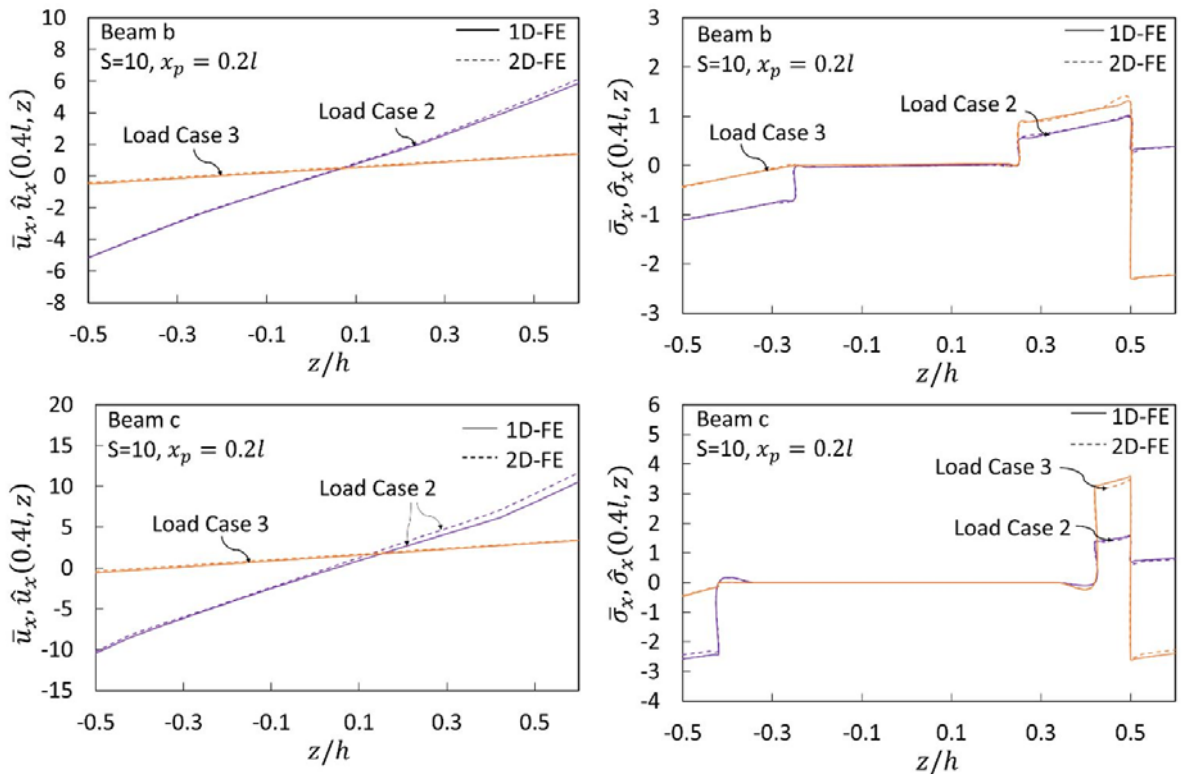 Beam b
S=10, x_p = 0.2l
1D-FE
2D-FE
Load Case 2
Load Case 3
10
8
6
4
2
0
-2
-4
-6
-8
-0.5
-0.3
-0.1
0.1
0.3
0.5
z/h
ū_x, û_x(0.4l, z)
Beam b
S=10, x_p = 0.2l
1D-FE
2D-FE
Load Case 2
Load Case 3
3
2
1
0
-1
-2
-3
-0.5
-0.3
-0.1
0.1
0.3
0.5
z/h
σ̄_x, σ̂_x(0.4l, z)
Beam c
S=10, x_p = 0.2l
1D-FE
2D-FE
Load Case 2
Load Case 3
20
15
10
5
0
-5
-10
-15
-0.5
-0.3
-0.1
0.1
0.3
0.5
z/h
ū_x, û_x(0.4l, z)
Beam c
S=10, x_p = 0.2l
1D-FE
2D-FE
Load Case 3
Load Case 2
6
5
4
3
2
1
0
-1
-2
-3
-4
-0.5
-0.3
-0.1
0.1
0.3
0.5
z/h
σ̄_x, σ̂_x(0.4l, z)